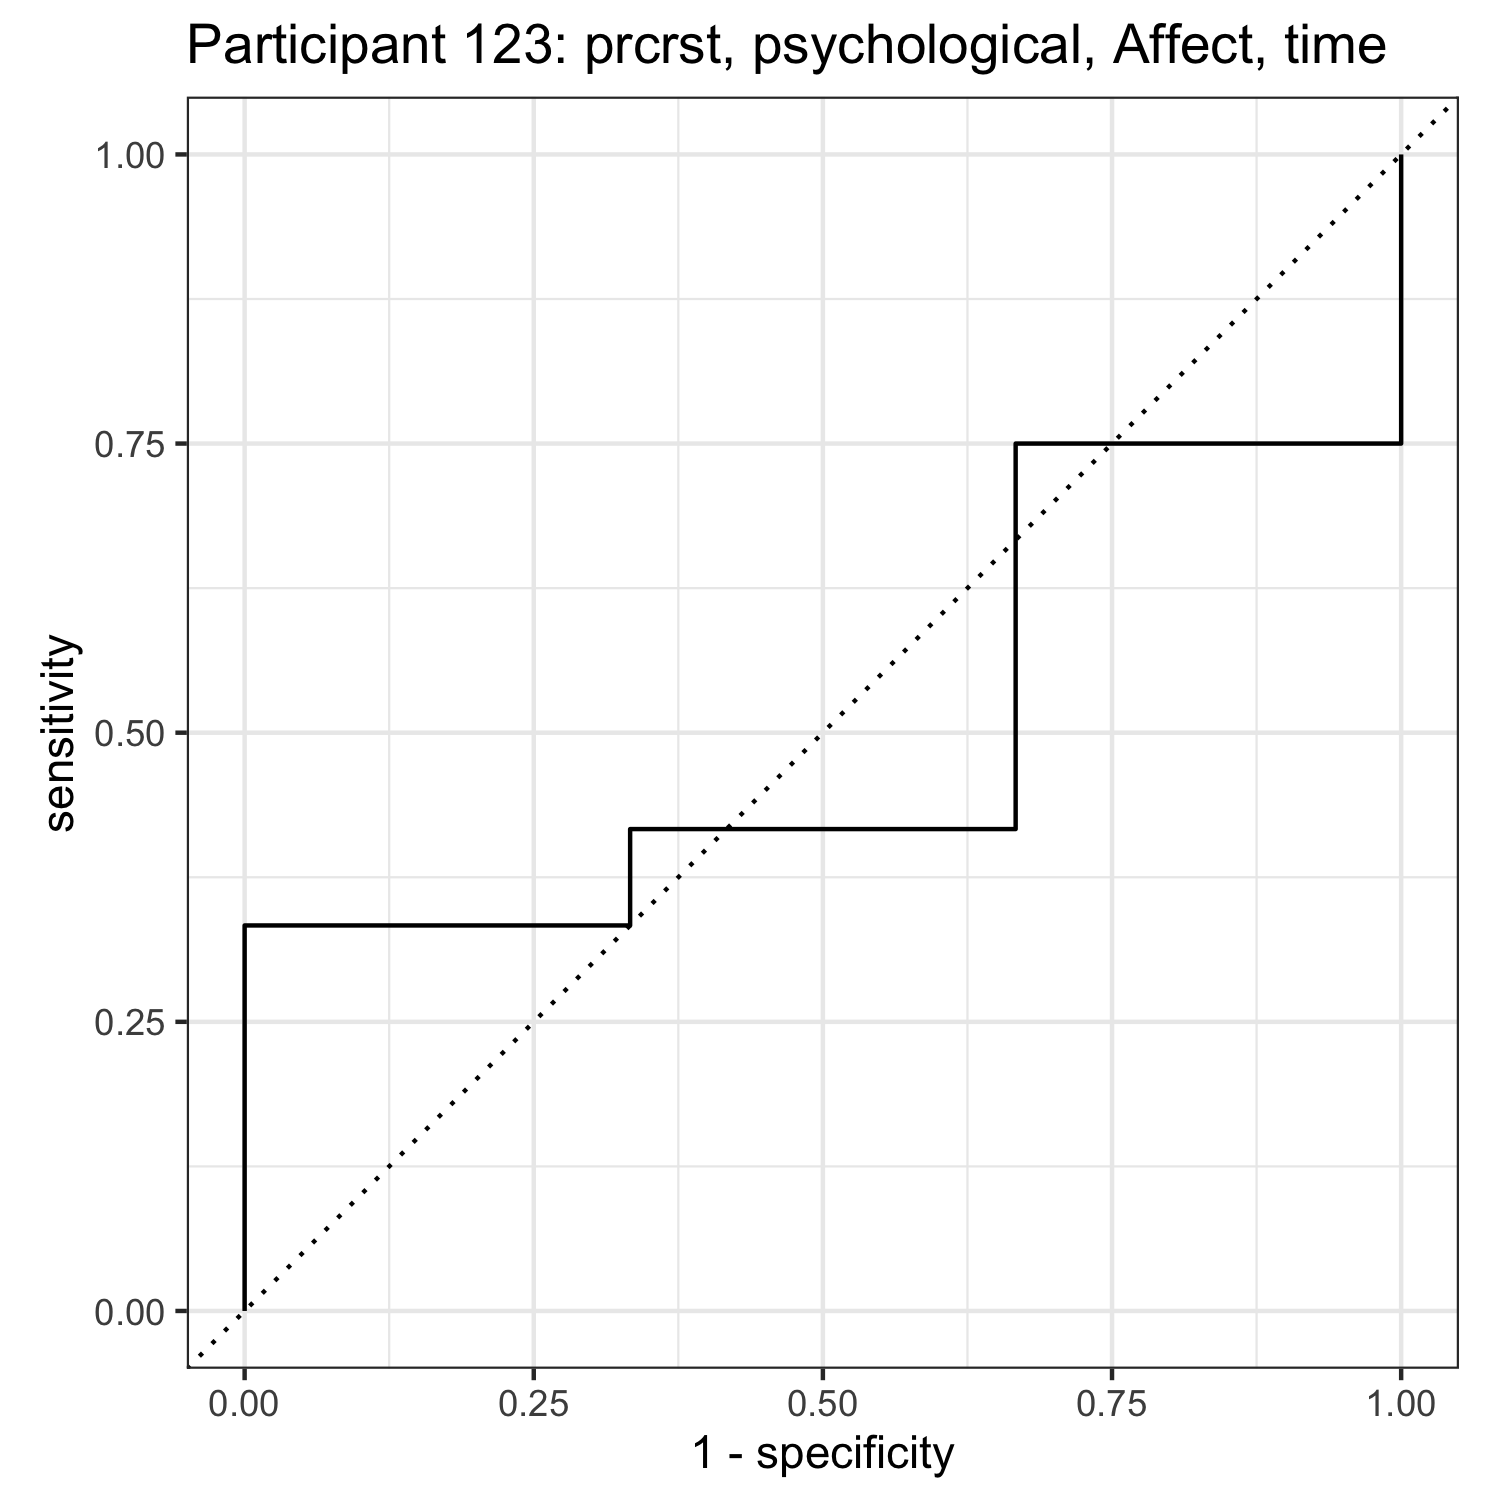 Participant 123: prcrst, psychological, Affect, time
1.00
0.75
0.50
0.25
0.00
sensitivity
0.00 0.25 0.50 0.75 1.00
1 - specificity